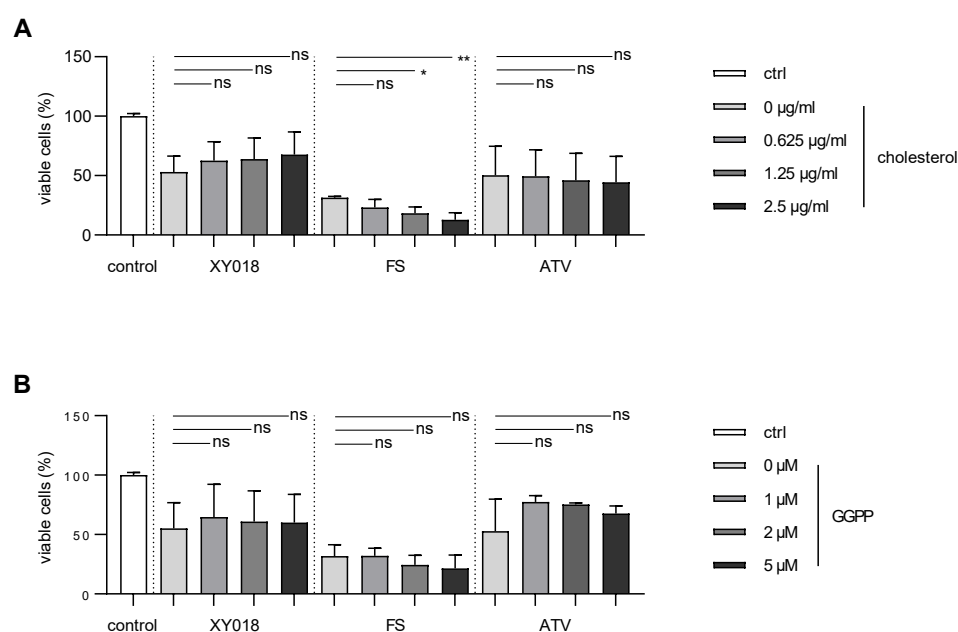 A
150
100
50
0
viable cells (%)
ns
ns
ns
**
*
ns
ns
ns
ns
control
XY018
FS
ATV
ctrl
0 µg/ml
0.625 µg/ml
1.25 µg/ml
2.5 µg/ml
cholesterol
B
150
100
50
0
viable cells (%)
ns
ns
ns
ns
ns
ns
ns
ns
ns
control
XY018
FS
ATV
ctrl
0 µM
1 µM
2 µM
5 µM
GGPP